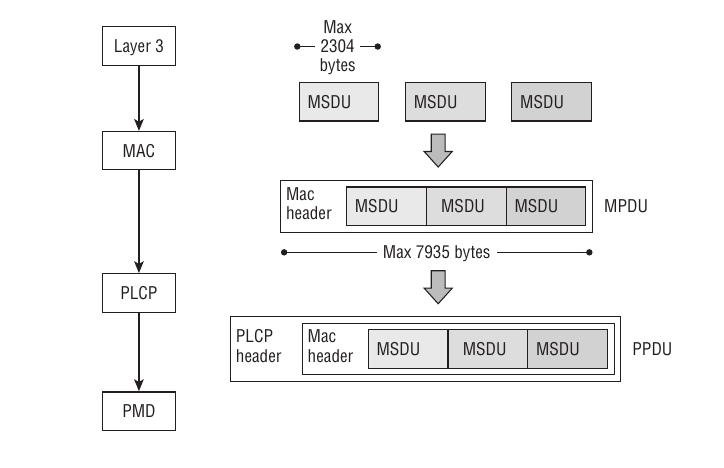 Layer 3
MAC
PLCP
PMD
Max
2304
bytes
MSDU MSDU MSDU
Mac
header
MSDU MSDU MSDU
MPDU
Max 7935 bytes
PLCP
header
Mac
header
MSDU MSDU MSDU
PPDU